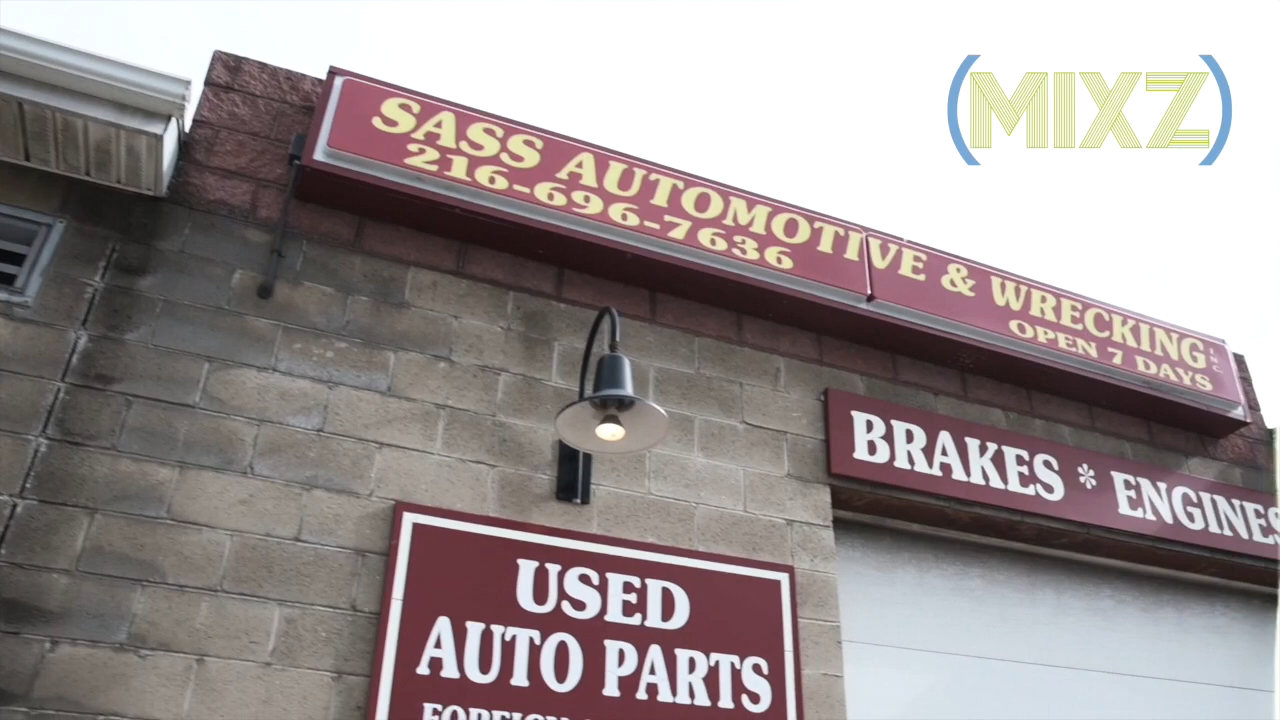 (MIXZ)
SASS AUTOMOTIVE & WRECKING INC.
216-696-7636
OPEN 7 DAYS
BRAKES * ENGINES
USED
AUTO PARTS